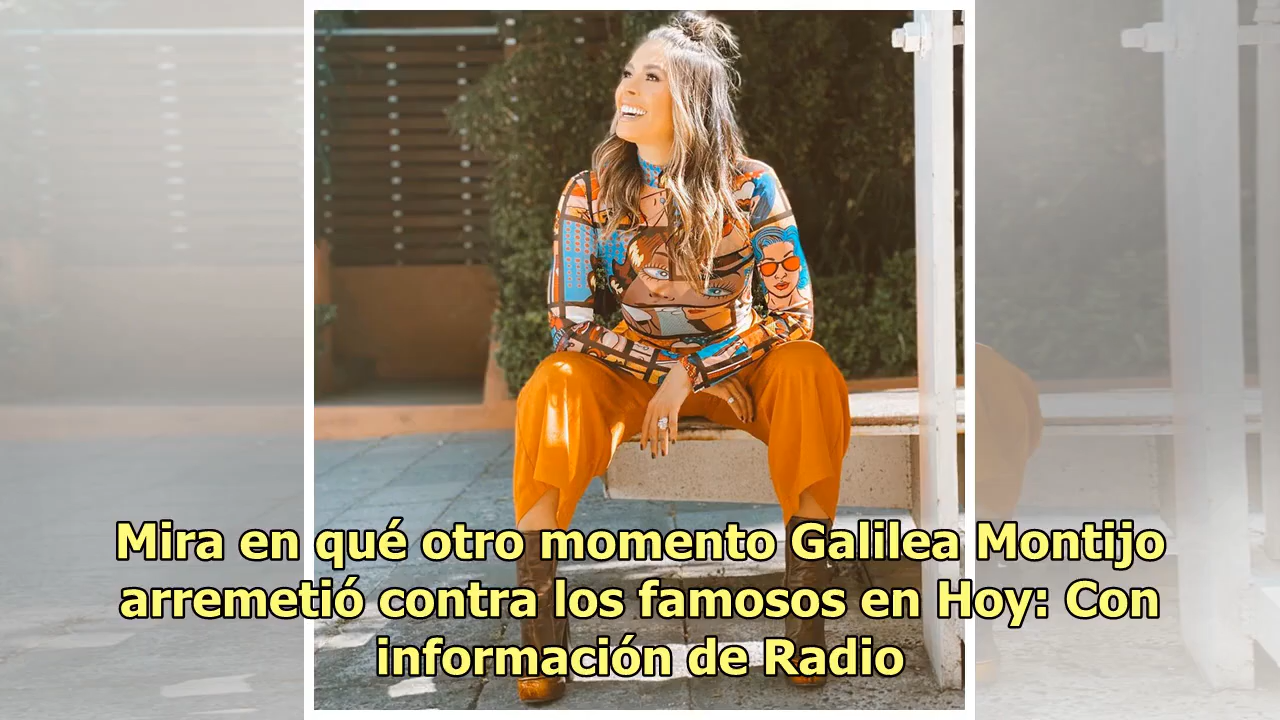 Mira en qué otro momento Galilea Montijo
arremetió contra los famosos en Hoy: Con
información de Radio